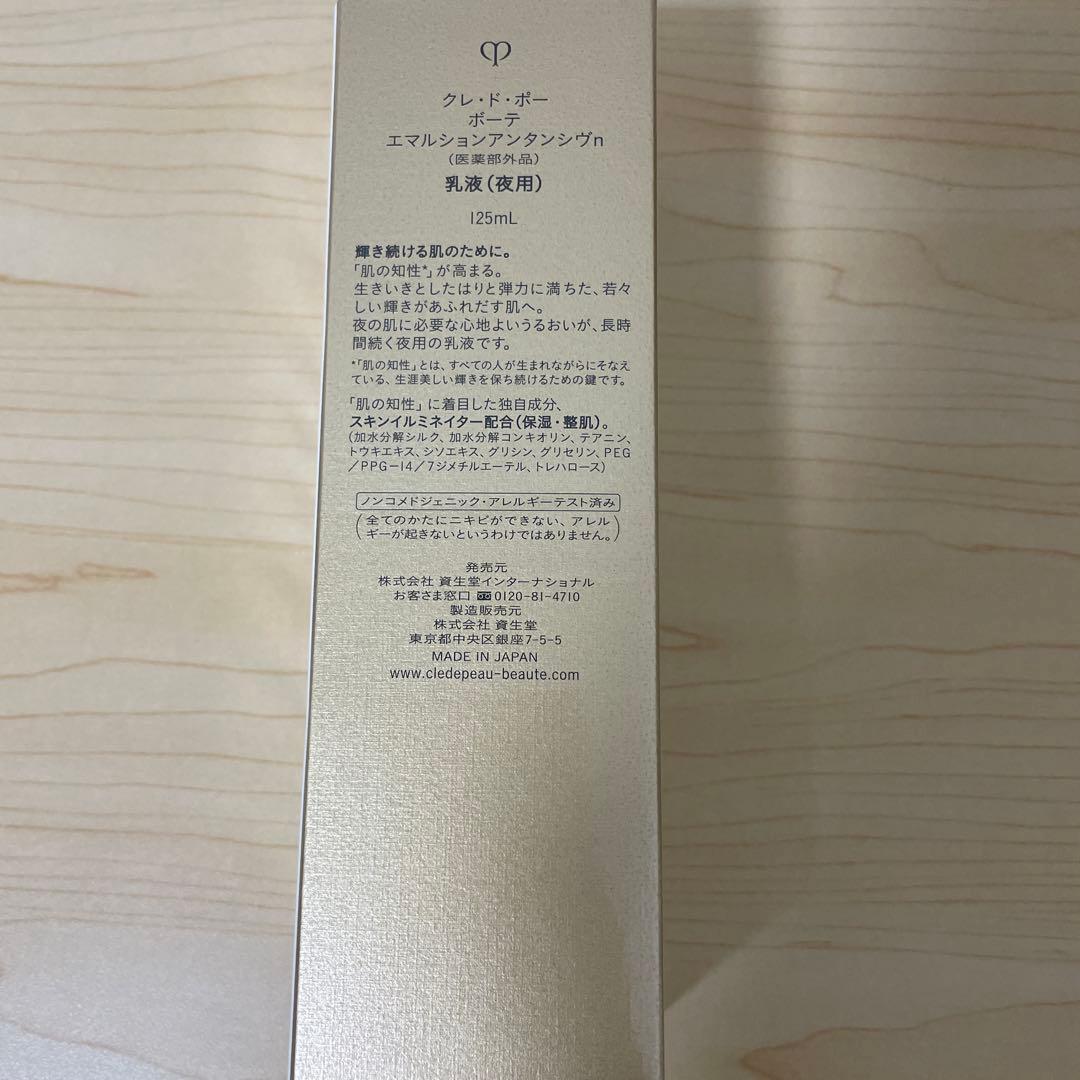 クレ・ド・ポー
ボーテ
エマルションアンタンシヴn
(医薬部外品)
乳液(夜用)
125mL
輝き続ける肌のために。
「肌の知性*」が高まる。
生きいきとしたはりと弾力に満ちた、若々
しい輝きがあふれだす肌へ。
夜の肌に必要な心地よいうるおいが、長時
間続く夜用の乳液です。
*「肌の知性」とは、すべての人が生まれながらにそなえ
ている、生涯美しい輝きを保ち続けるための鍵です。
「肌の知性」に着目した独自成分、
スキンイルミネイター配合(保湿・整肌)。
(加水分解シルク、加水分解コンキオリン、テアニン、
トウキエキス、シソエキス、グリシン、グリセリン、PEG
/PPG-14/7ジメチルエーテル、トレハロース)
ノンコメドジェニック・アレルギーテスト済み
(全てのかたにニキビができない、アレル
ギーが起きないというわけではありません。)
発売元
株式会社 資生堂インターナショナル
お客さま窓口 0120-81-4710
製造販売元
株式会社 資生堂
東京都中央区銀座7-5-5
MADE IN JAPAN
www.cledepeau-beaute.com